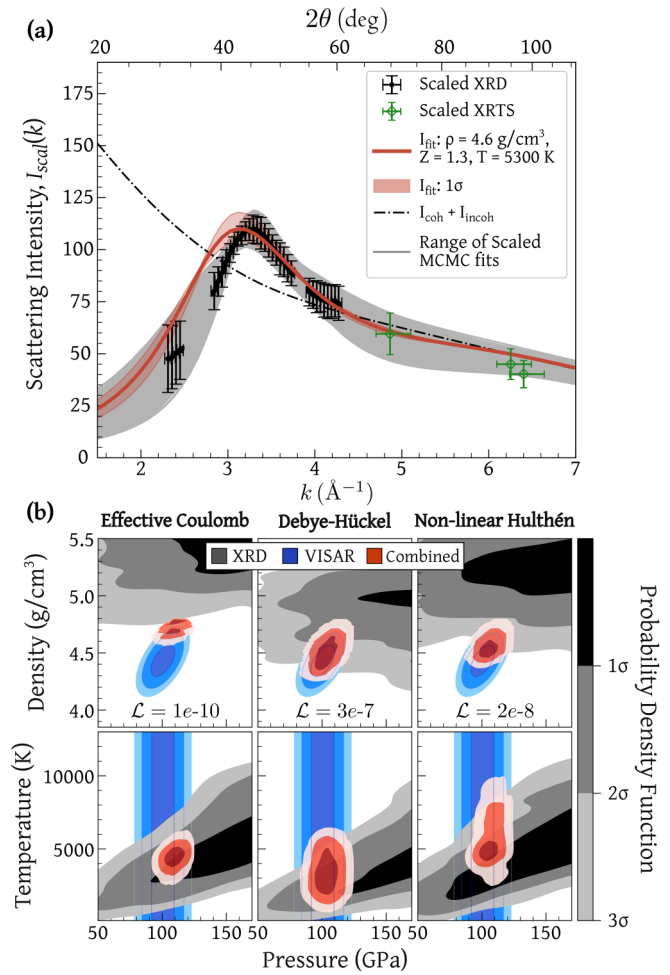 (a)
2θ (deg)
20 40 60 80 100
Scattering Intensity, I_scal(k)
175
150
125
100
75
50
25
0
Scaled XRD
Scaled XRTS
I_fit: ρ = 4.6 g/cm³,
Z = 1.3, T = 5300 K
I_fit: 1σ
I_coh + I_incoh
Range of Scaled
MCMC fits
2 3 4 5 6 7
k (Å⁻¹)
(b)
Effective Coulomb Debye-Hückel Non-linear Hulthén
XRD VISAR Combined
Density (g/cm³)
5.5
5.0
4.5
4.0
ℒ = 1e-10 ℒ = 3e-7 ℒ = 2e-8
Temperature (K)
10000
5000
50 100 150 50 100 150 50 100 150
Pressure (GPa)
1σ
2σ
3σ
Probability Density Function